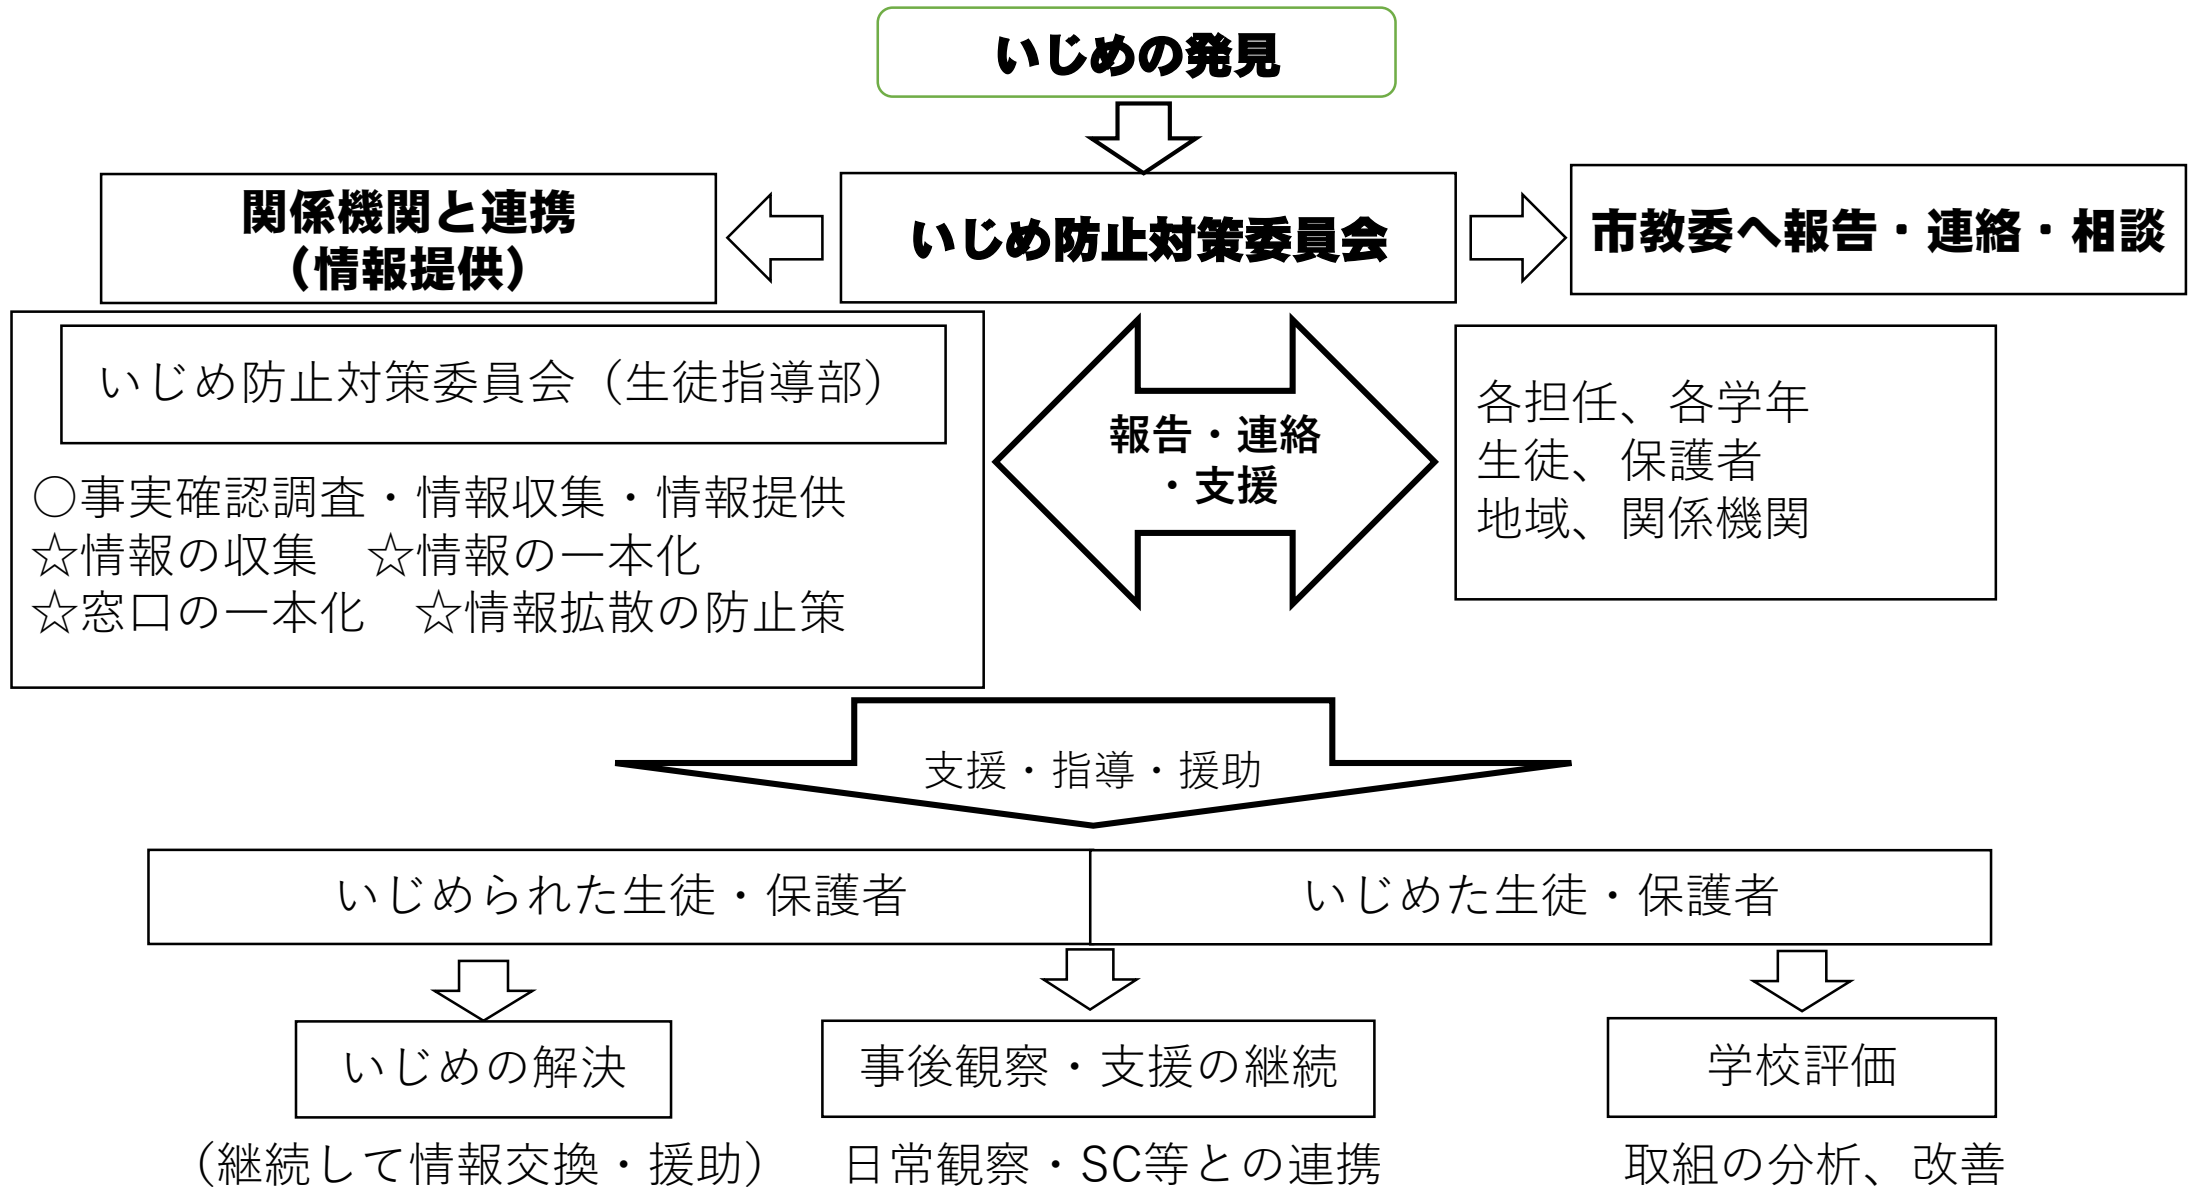 いじめの発見
関係機関と連携
（情報提供）
いじめ防止対策委員会
市教委へ報告・連絡・相談
いじめ防止対策委員会（生徒指導部）
○事実確認調査・情報収集・情報提供
☆情報の収集　☆情報の一本化
☆窓口の一本化　☆情報拡散の防止策
報告・連絡
・支援
各担任、各学年
生徒、保護者
地域、関係機関
支援・指導・援助
いじめられた生徒・保護者
いじめた生徒・保護者
いじめの解決
事後観察・支援の継続
学校評価
（継続して情報交換・援助）
日常観察・SC等との連携
取組の分析、改善